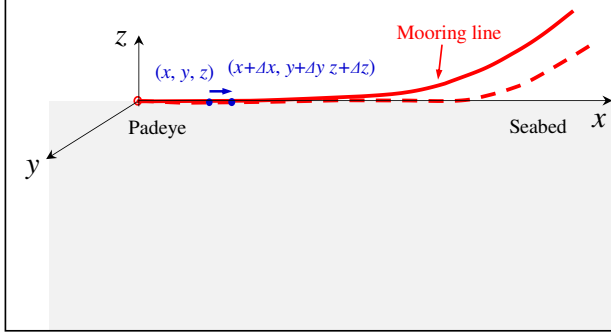 z
Mooring line
(x, y, z)
(x+Δx, y+Δy z+Δz)
Padeye
Seabed
x
y